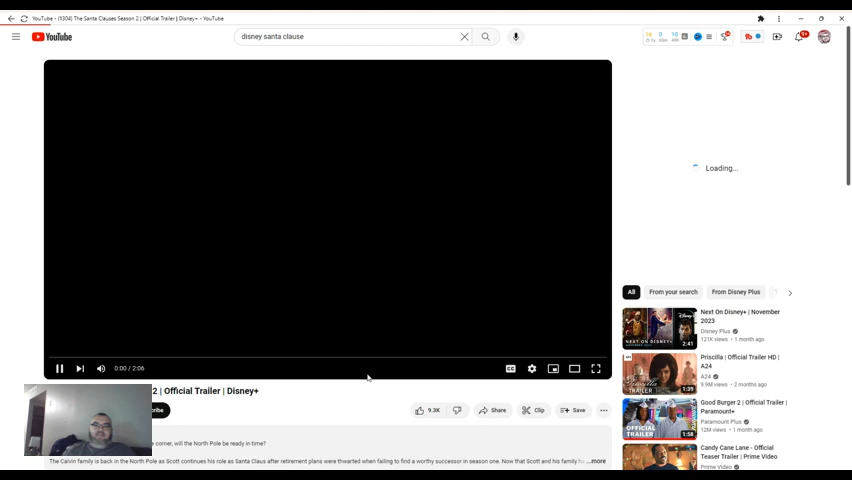 YouTube - (1304) The Santa Clauses Season 2 | Official Trailer | Disney+ - YouTube
YouTube
disney santa clause
9+
Loading...
0:00 / 2:06
CC
2 | Official Trailer | Disney+
9.3K
Share
Clip
Save
corner, will the North Pole be ready in time?
The Calvin family is back in the North Pole as Scott continues his role as Santa Claus after retirement plans were thwarted when failing to find a worthy successor in season one. Now that Scott and his family
...more
All
From your search
From Disney Plus
Next On Disney+ | November
2023
Disney Plus
121K views • 1 month ago
2:41
Priscilla | Official Trailer HD |
A24
A24
9.9M views • 2 months ago
1:39
Good Burger 2 | Official Trailer |
Paramount+
Paramount Plus
12M views • 1 month ago
OFFICIAL
TRAILER
1:58
Candy Cane Lane - Official
Teaser Trailer | Prime Video
Prime Video